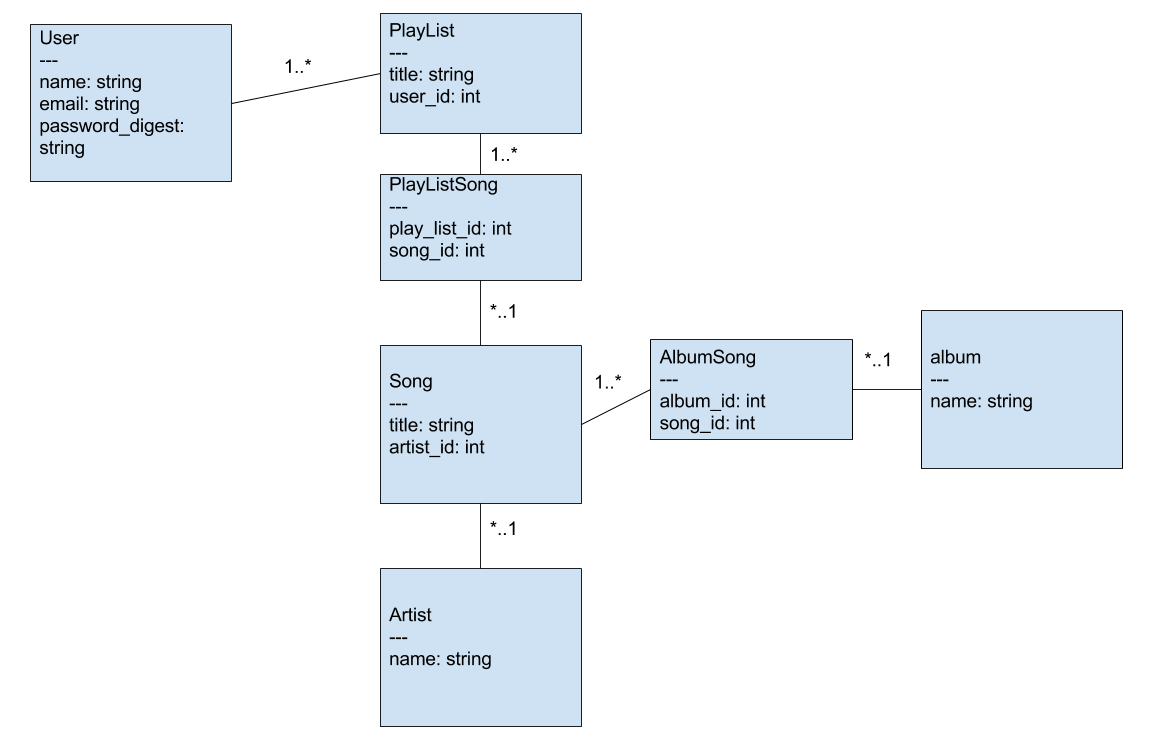 User
---
name: string
email: string
password_digest:
string
1..*
PlayList
---
title: string
user_id: int
1..*
PlayListSong
---
play_list_id: int
song_id: int
*..1
Song
---
title: string
artist_id: int
1..*
AlbumSong
---
album_id: int
song_id: int
*..1
album
---
name: string
*..1
Artist
---
name: string